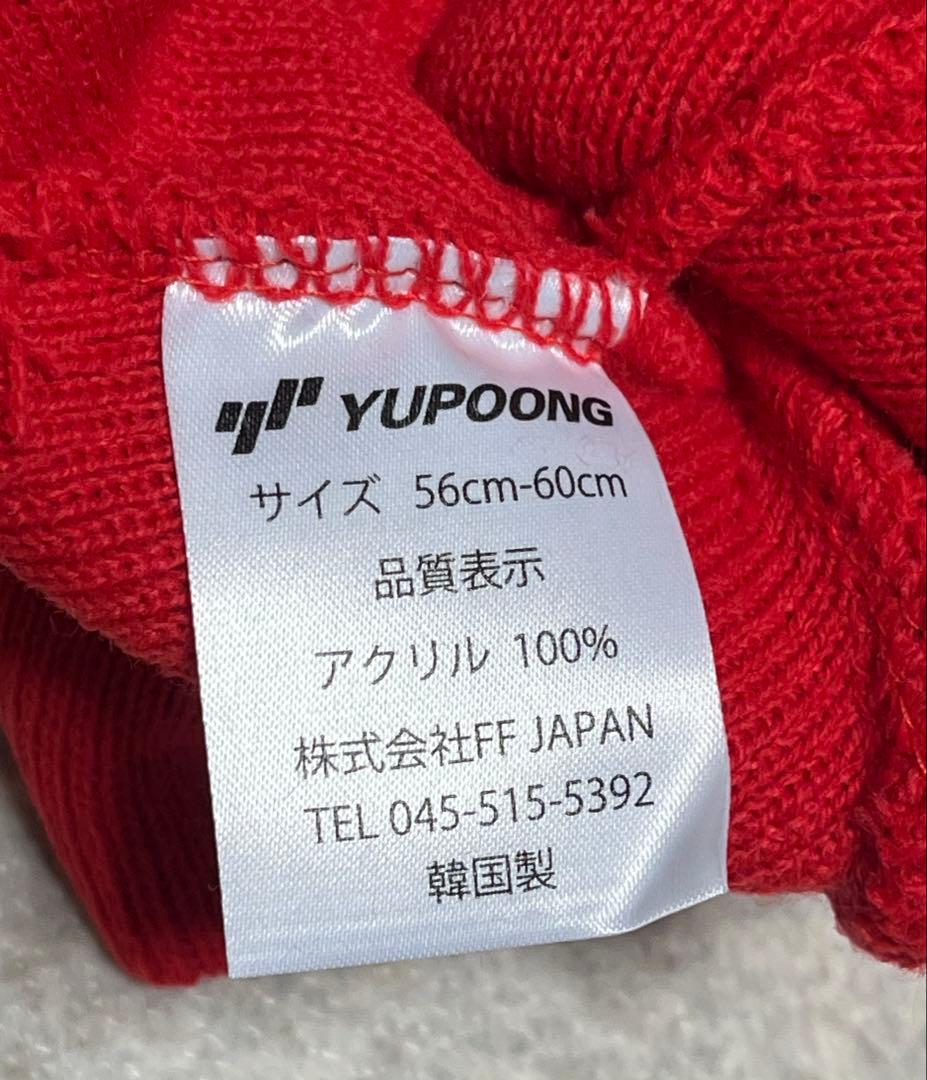 YUPOONG
サイズ 56cm-60cm
品質表示
アクリル 100%
株式会社FF JAPAN
TEL 045-515-5392
韓国製